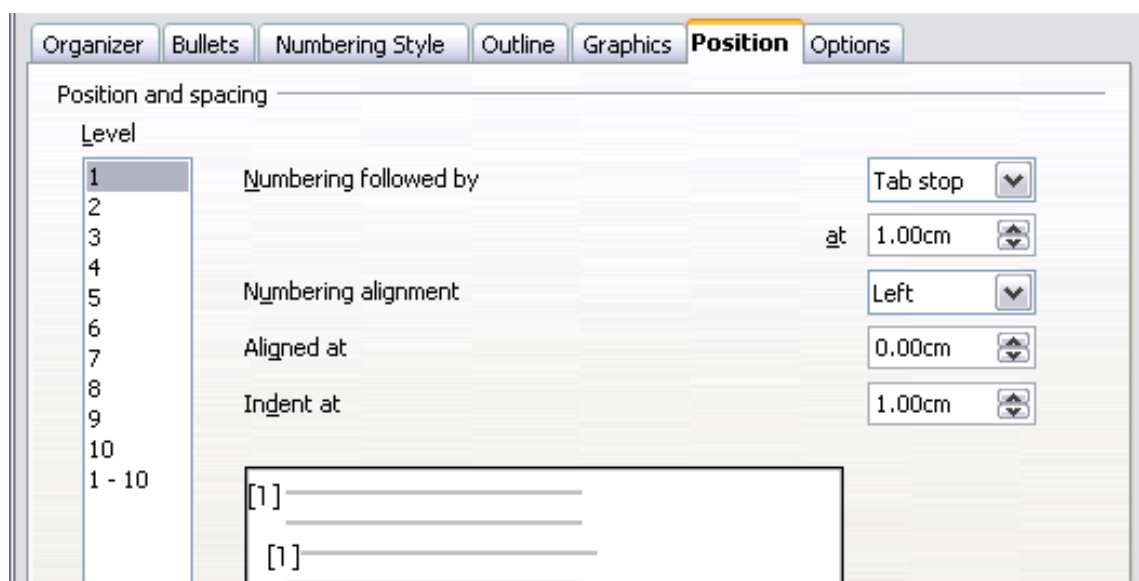 Organizer Bullets Numbering Style Outline Graphics Position Options
Position and spacing
Level
1
2
3
4
5
6
7
8
9
10
1 - 10
Numbering followed by Tab stop
at 1.00cm
Numbering alignment Left
Aligned at 0.00cm
Indent at 1.00cm
[1]
[1]